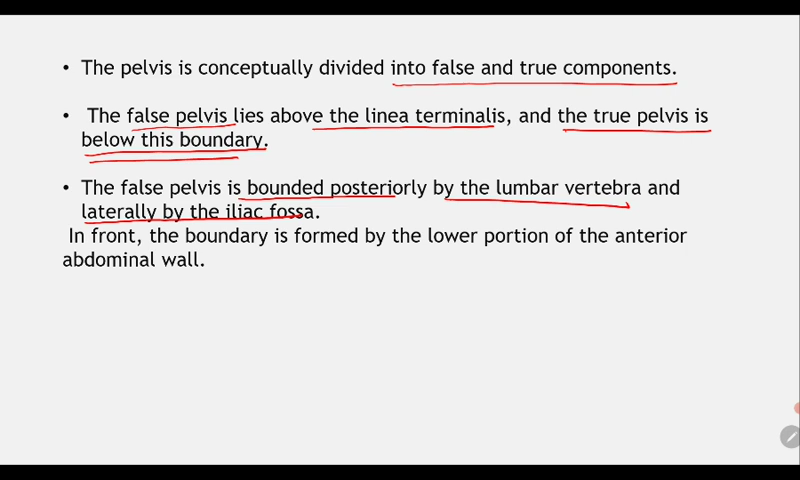 • The pelvis is conceptually divided into false and true components.
• The false pelvis lies above the linea terminalis, and the true pelvis is
below this boundary.
• The false pelvis is bounded posteriorly by the lumbar vertebra and
laterally by the iliac fossa.
In front, the boundary is formed by the lower portion of the anterior
abdominal wall.